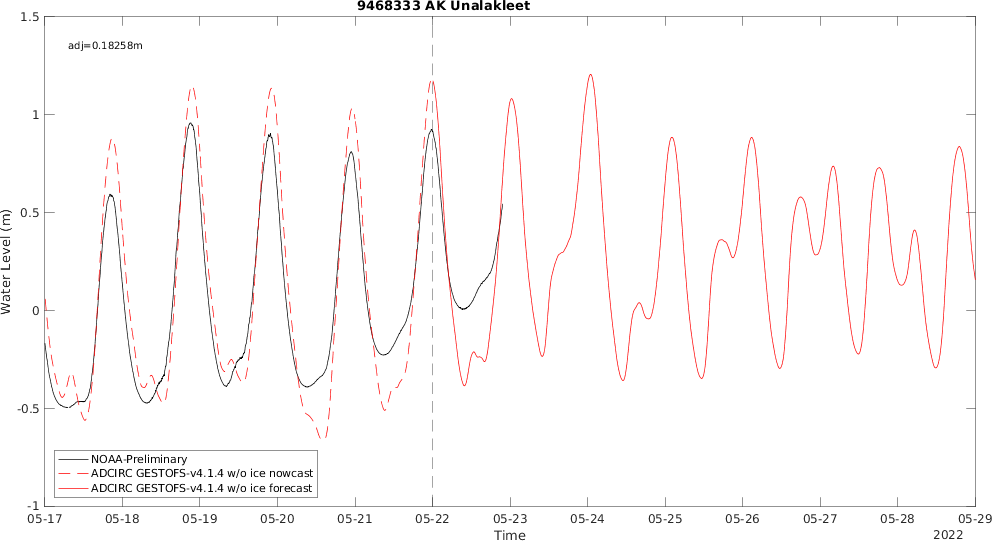 9468333 AK Unalakleet
adj=0.18258m
1.5
1
0.5
0
-0.5
-1
Water Level (m)
NOAA-Preliminary
ADCIRC GESTOFS-v4.1.4 w/o ice nowcast
ADCIRC GESTOFS-v4.1.4 w/o ice forecast
05-17 05-18 05-19 05-20 05-21 05-22 05-23 05-24 05-25 05-26 05-27 05-28 05-29
Time
2022